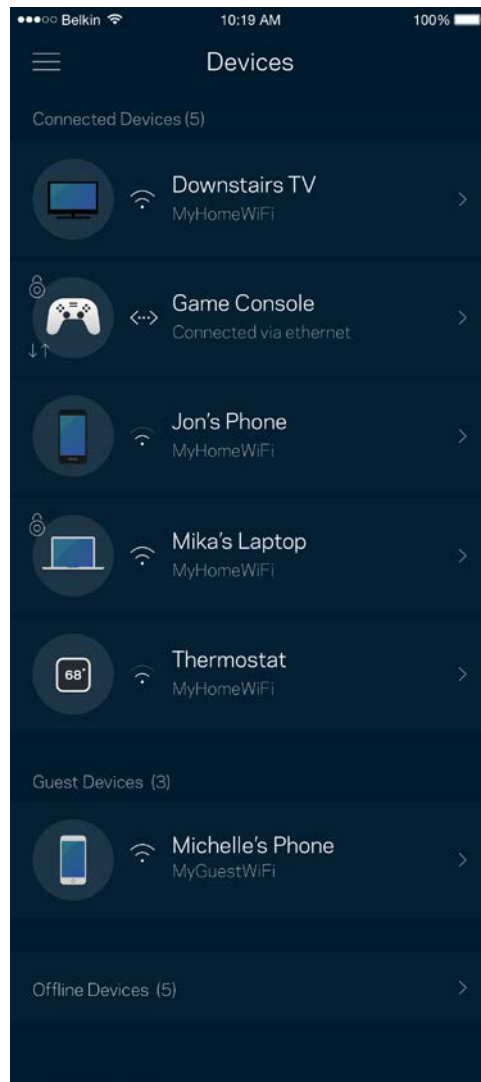 Belkin 10:19 AM 100%
Devices
Connected Devices (5)
Downstairs TV
MyHomeWiFi
Game Console
Connected via ethernet
Jon's Phone
MyHomeWiFi
Mika's Laptop
MyHomeWiFi
68°
Thermostat
MyHomeWiFi
Guest Devices (3)
Michelle's Phone
MyGuestWiFi
Offline Devices (5)